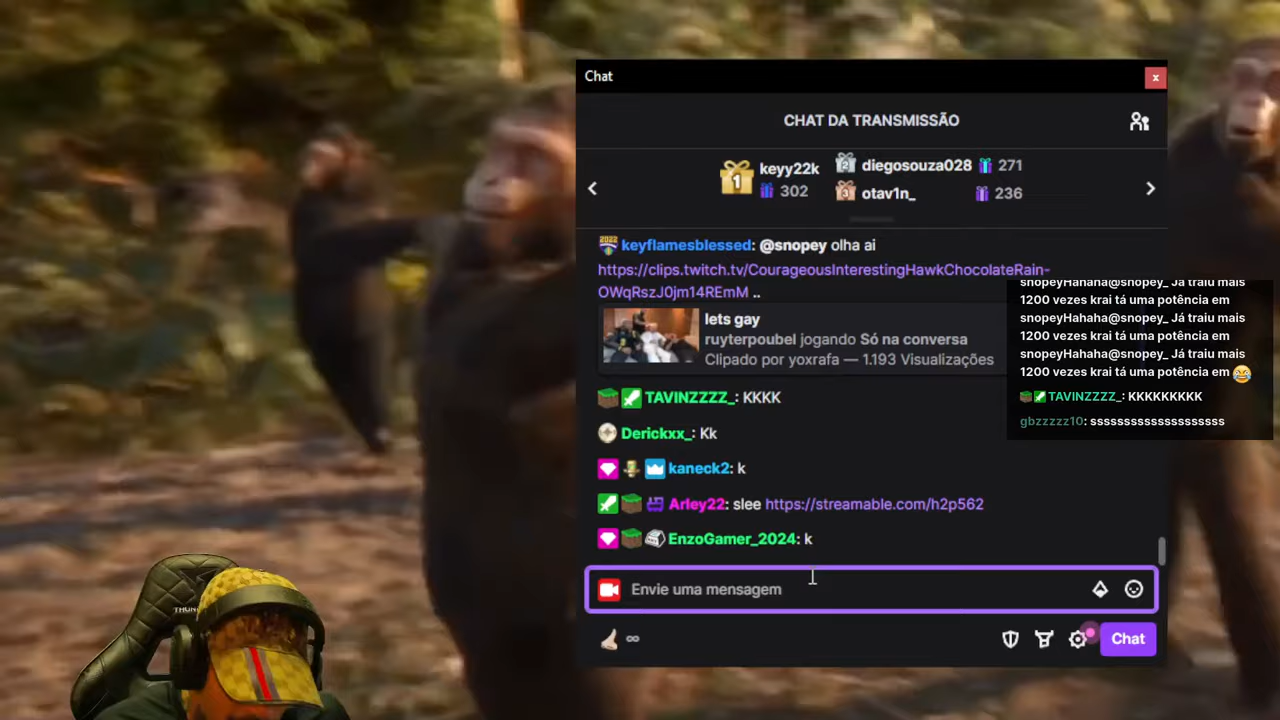 Chat
x
CHAT DA TRANSMISSÃO
1 keyy22k
302
2 diegosouza028 271
3 otav1n_ 236
keyflamesblessed: @snopey olha ai
https://clips.twitch.tv/CourageousInterestingHawkChocolateRain-
OWqRszJ0jm14REmM ..
lets gay
ruyterpoubel jogando Só na conversa
Clipado por yoxrafa — 1.193 Visualizações
TAVINZZZZ_: KKKK
Derickxx_: Kk
kaneck2: k
Arley22: slee https://streamable.com/h2p562
EnzoGamer_2024: k
Envie uma mensagem
∞
Chat
snopeyHahaha@snopey_ Já traiu mais
1200 vezes krai tá uma potência em
snopeyHahaha@snopey_ Já traiu mais
1200 vezes krai tá uma potência em
snopeyHahaha@snopey_ Já traiu mais
1200 vezes krai tá uma potência em 😂
TAVINZZZZ_: KKKKKKKKK
gbzzzzz10: ssssssssssssssssssss